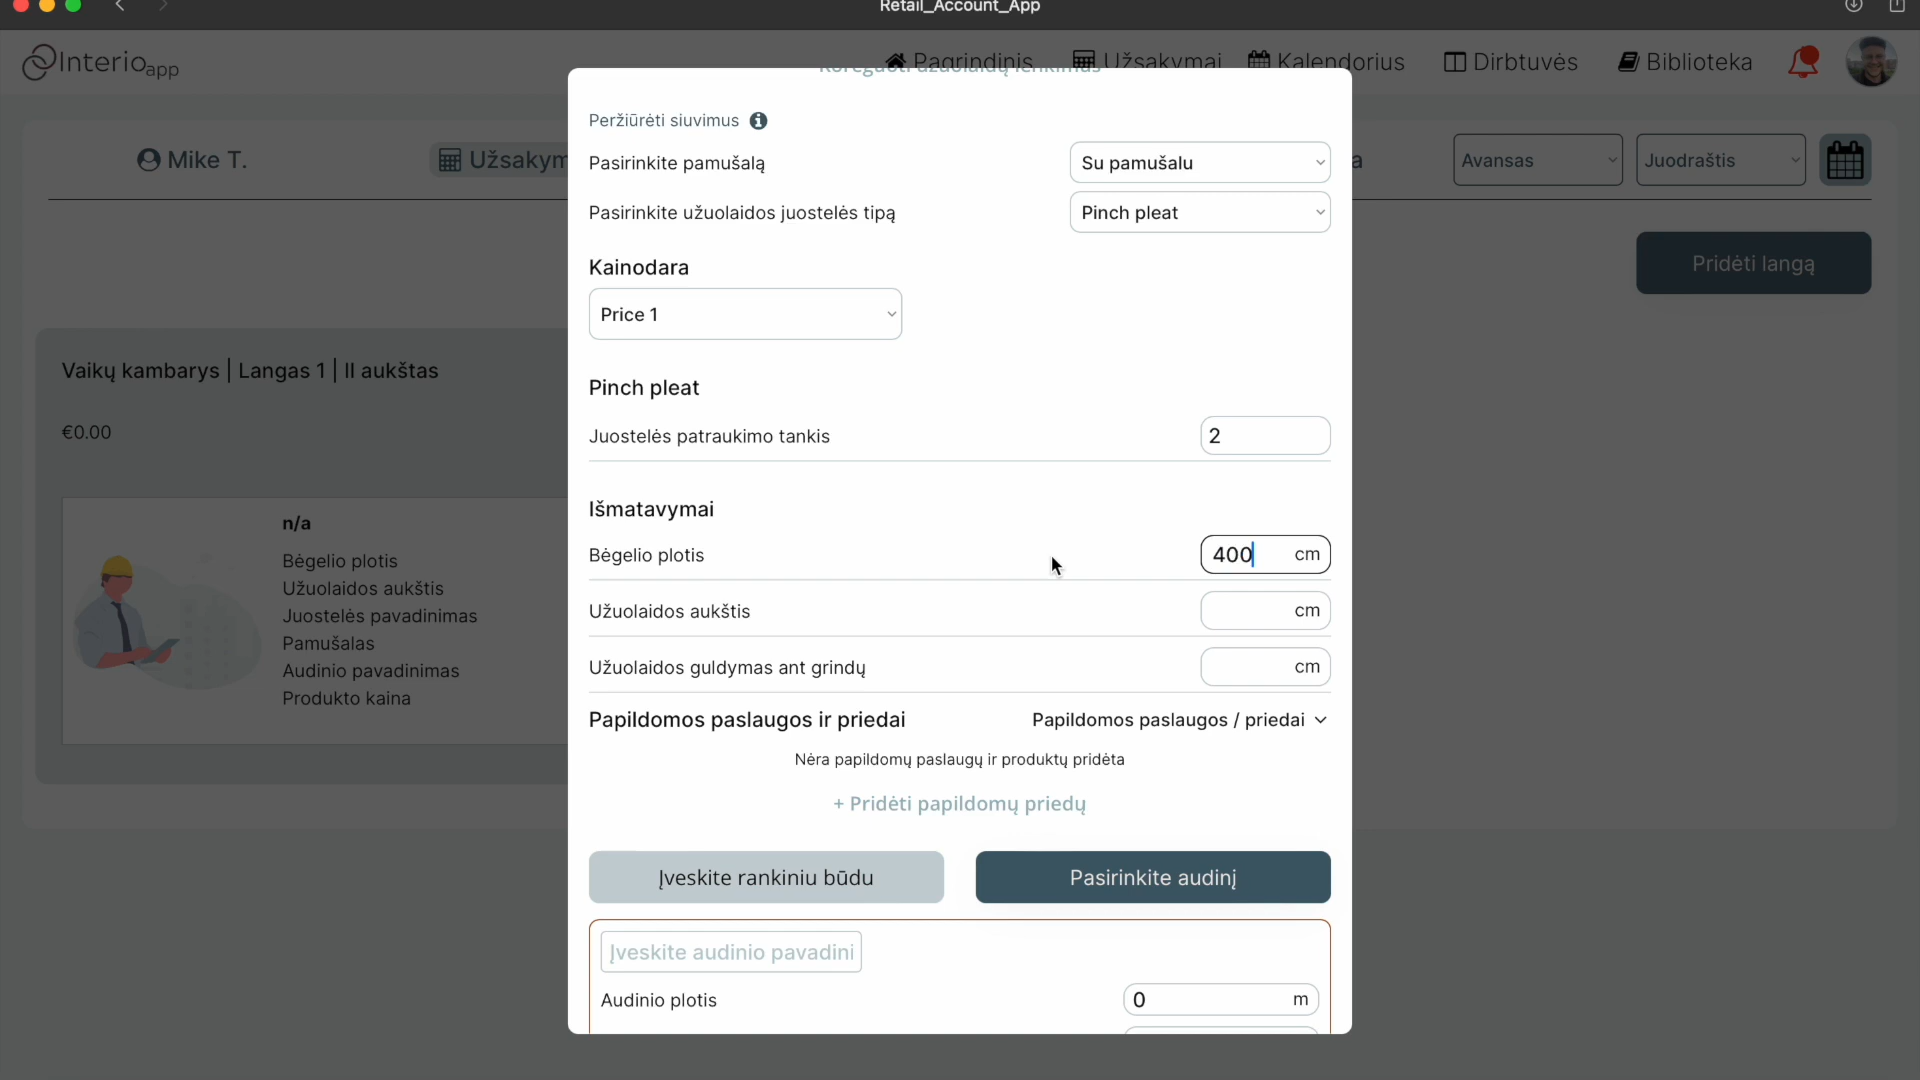 Retail_Account_App
Interioapp
Pagrindinis
Užsakymai
Kalendorius
Dirbtuvės
Biblioteka
Koreguoti užuolaidų lenkimus
Peržiūrėti siuvimus
Mike T.
Užsakym
Pasirinkite pamušalą
Su pamušalu
a
Avansas
Juodraštis
Pasirinkite užuolaidos juostelės tipą
Pinch pleat
Kainodara
Pridėti langą
Price 1
Vaikų kambarys | Langas 1 | II aukštas
Pinch pleat
€0.00
Juostelės patraukimo tankis
2
Išmatavymai
n/a
Bėgelio plotis
400 cm
Bėgelio plotis
Užuolaidos aukštis
Juostelės pavadinimas
Pamušalas
Audinio pavadinimas
Produkto kaina
Užuolaidos aukštis
cm
Užuolaidos guldymas ant grindų
cm
Papildomos paslaugos ir priedai
Papildomos paslaugos / priedai
Nėra papildomų paslaugų ir produktų pridėta
+ Pridėti papildomų priedų
Įveskite rankiniu būdu
Pasirinkite audinį
Įveskite audinio pavadini
Audinio plotis
0 m